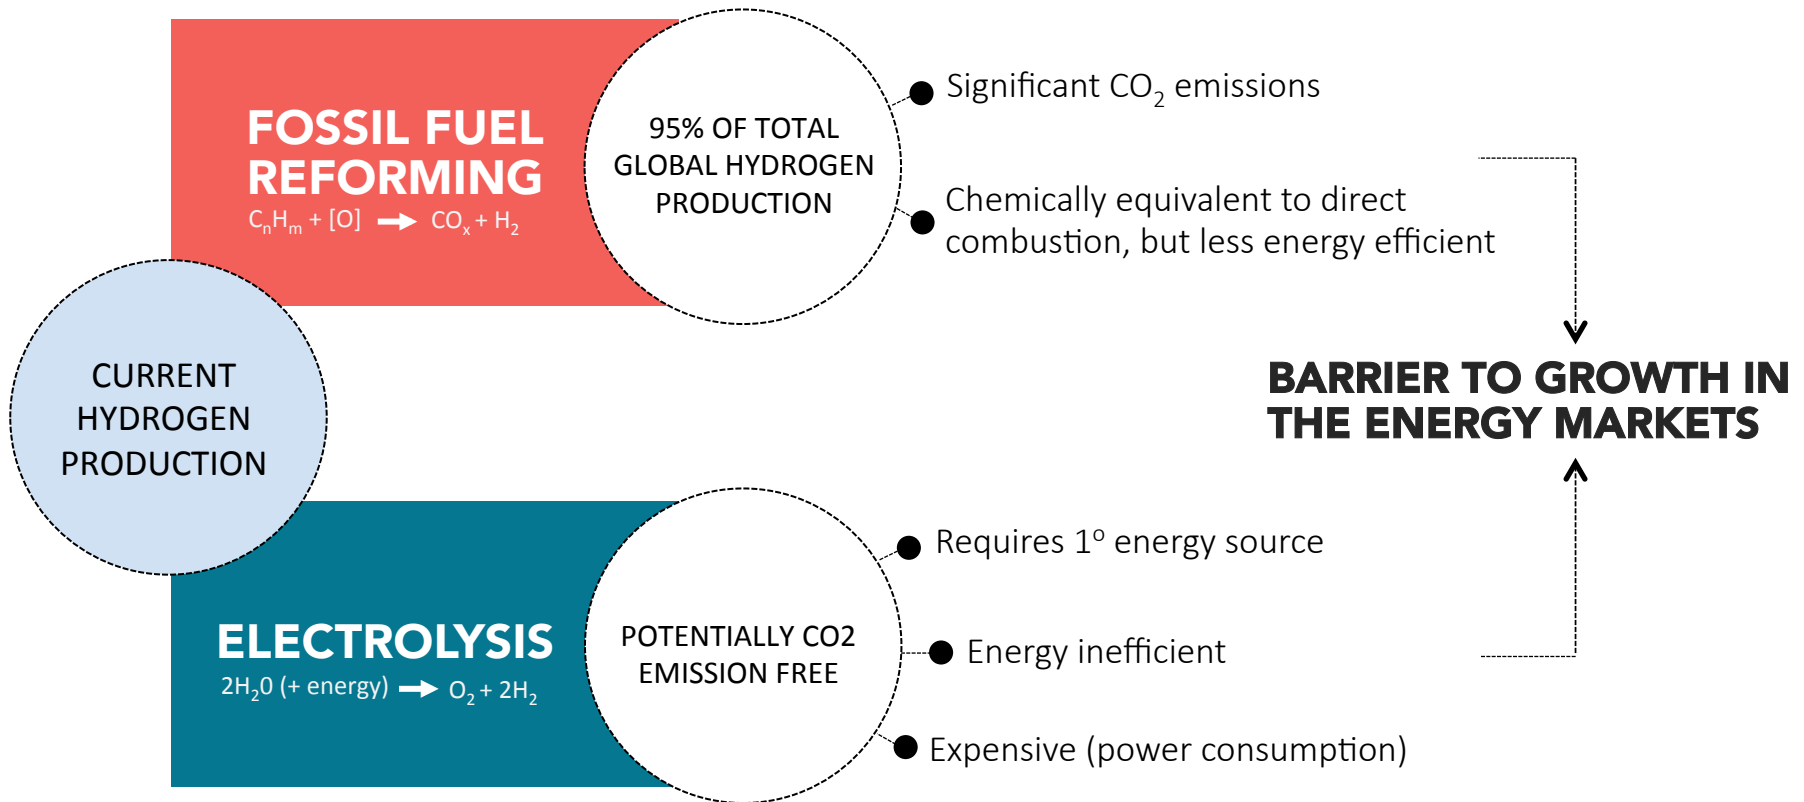 FOSSIL FUEL
REFORMING
CₙHₘ + [O] → COₓ + H₂
95% OF TOTAL
GLOBAL HYDROGEN
PRODUCTION
Significant CO₂ emissions
Chemically equivalent to direct
combustion, but less energy efficient
CURRENT
HYDROGEN
PRODUCTION
BARRIER TO GROWTH IN
THE ENERGY MARKETS
ELECTROLYSIS
2H₂0 (+ energy) → O₂ + 2H₂
POTENTIALLY CO2
EMISSION FREE
Requires 1º energy source
Energy inefficient
Expensive (power consumption)